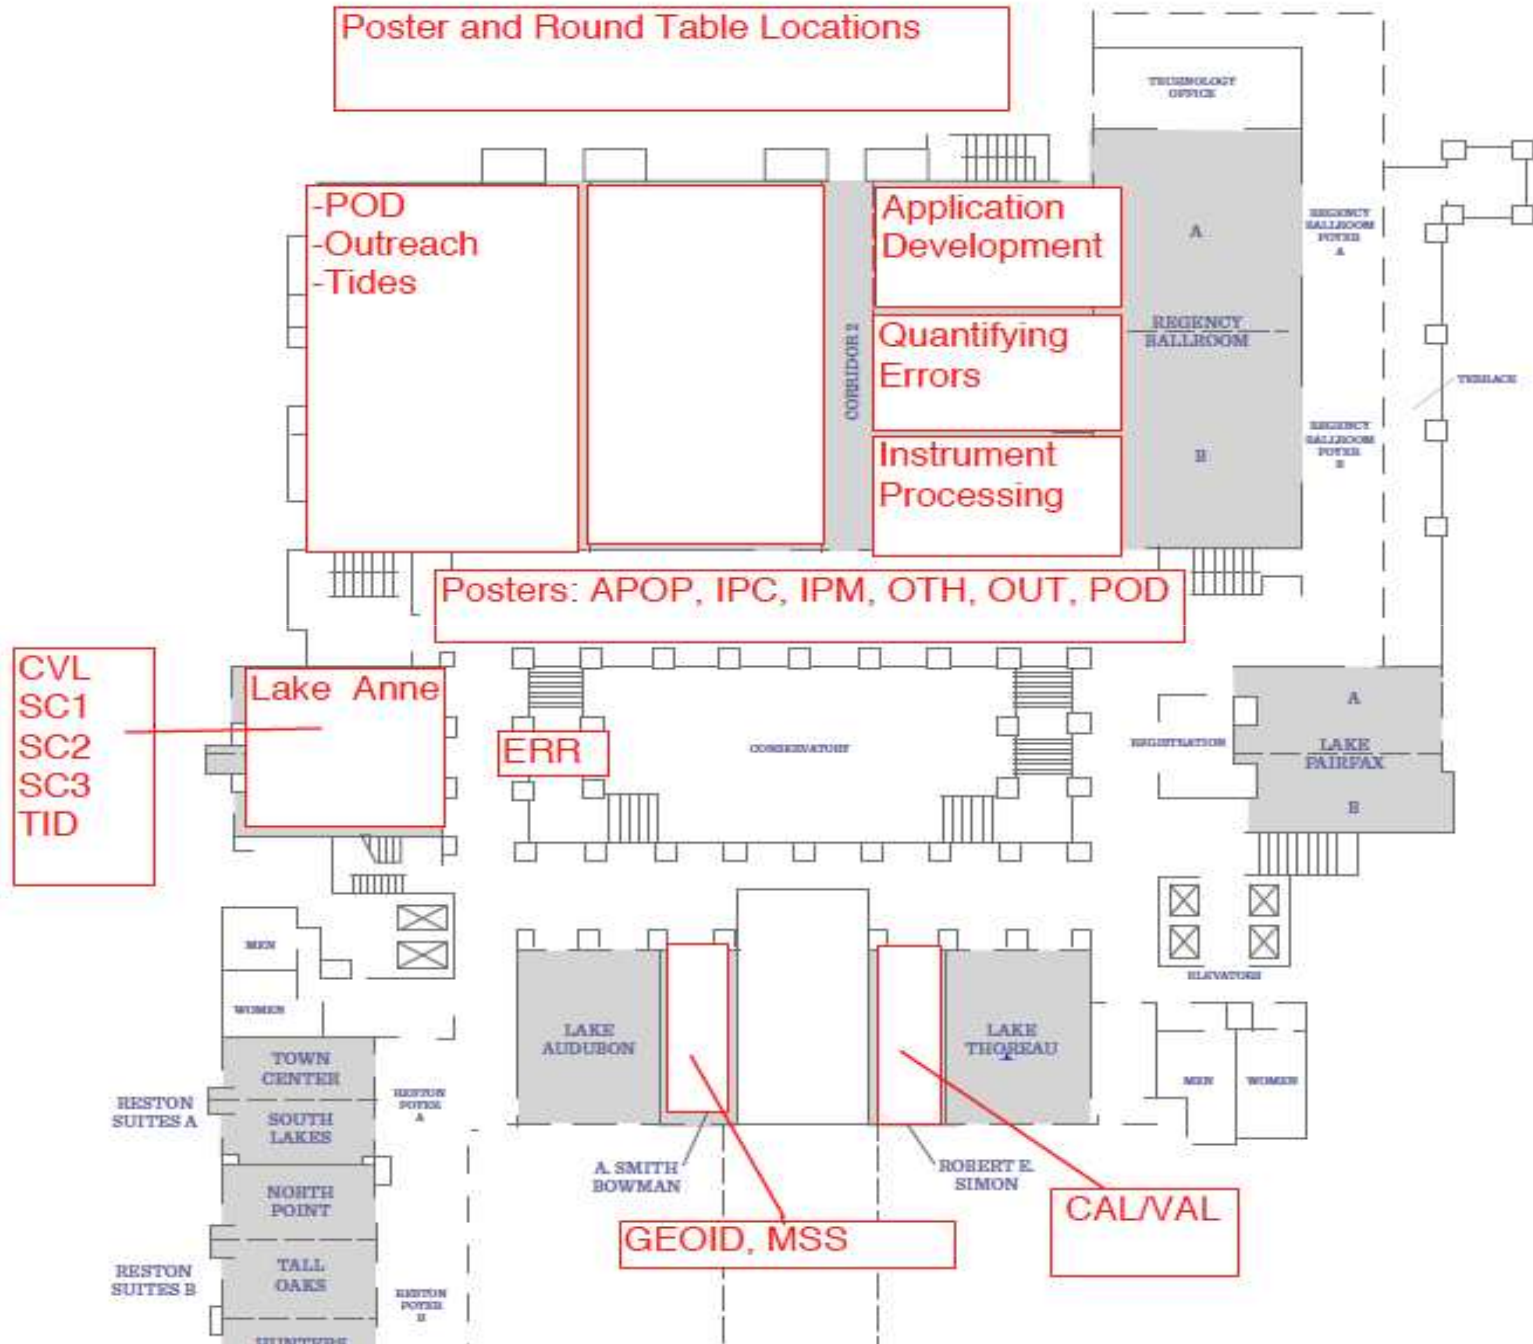 Poster and Round Table Locations
TECHNOLOGY
OFFICE
-POD
-Outreach
-Tides
Application
Development
Quantifying
Errors
Instrument
Processing
CORRIDOR 2
A
REGENCY
BALLROOM
B
REGENCY
BALLROOM
FOYER
A
REGENCY
BALLROOM
FOYER
B
TERRACE
Posters: APOP, IPC, IPM, OTH, OUT, POD
CVL
SC1
SC2
SC3
TID
Lake Anne
ERR
CONSERVATORY
REGISTRATION
A
LAKE
FAIRFAX
B
MEN
WOMEN
ELEVATORS
LAKE
AUDUBON
LAKE
THOREAU
MEN
WOMEN
TOWN
CENTER
RESTON
SUITES A
SOUTH
LAKES
RESTON
FOYER
A
A. SMITH
BOWMAN
ROBERT E.
SIMON
NORTH
POINT
CAL/VAL
GEOID, MSS
RESTON
SUITES B
TALL
OAKS
RESTON
FOYER
B
HUNTERS